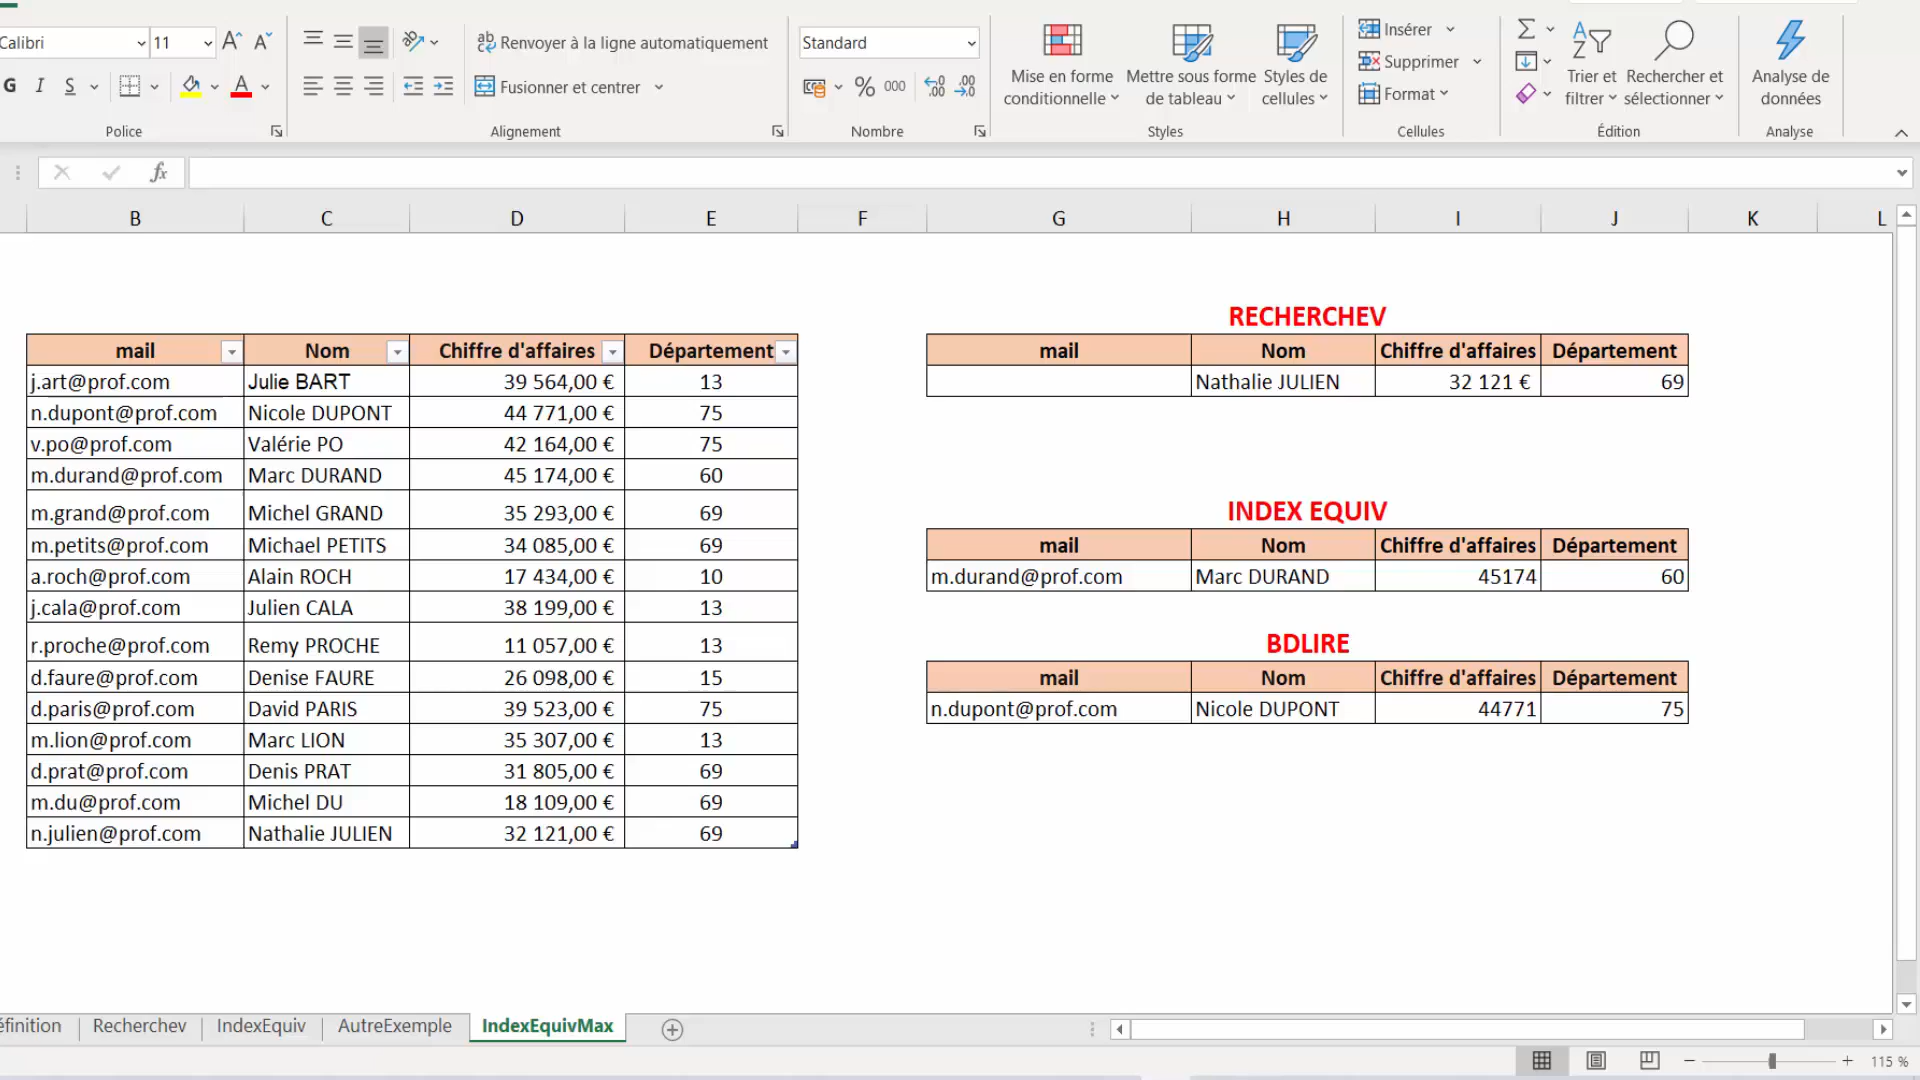 Calibri 11 A A ab Renvoyer à la ligne automatiquement Standard Insérer
G I S A Fusionner et centrer % 000 Mise en forme conditionnelle Mettre sous forme de tableau Styles de cellules Supprimer Format Trier et filtrer Rechercher et sélectionner Analyse de données
Police Alignement Nombre Styles Cellules Édition Analyse
fx
B C D E F G H I J K L
RECHERCHEV
mail Nom Chiffre d'affaires Département mail Nom Chiffre d'affaires Département
j.art@prof.com Julie BART 39 564,00 € 13 Nathalie JULIEN 32 121 € 69
n.dupont@prof.com Nicole DUPONT 44 771,00 € 75
v.po@prof.com Valérie PO 42 164,00 € 75
m.durand@prof.com Marc DURAND 45 174,00 € 60
m.grand@prof.com Michel GRAND 35 293,00 € 69 INDEX EQUIV
m.petits@prof.com Michael PETITS 34 085,00 € 69 mail Nom Chiffre d'affaires Département
a.roch@prof.com Alain ROCH 17 434,00 € 10 m.durand@prof.com Marc DURAND 45174 60
j.cala@prof.com Julien CALA 38 199,00 € 13
r.proche@prof.com Remy PROCHE 11 057,00 € 13 BDLIRE
d.faure@prof.com Denise FAURE 26 098,00 € 15 mail Nom Chiffre d'affaires Département
d.paris@prof.com David PARIS 39 523,00 € 75 n.dupont@prof.com Nicole DUPONT 44771 75
m.lion@prof.com Marc LION 35 307,00 € 13
d.prat@prof.com Denis PRAT 31 805,00 € 69
m.du@prof.com Michel DU 18 109,00 € 69
n.julien@prof.com Nathalie JULIEN 32 121,00 € 69
éfinition Recherchev IndexEquiv AutreExemple IndexEquivMax
115 %